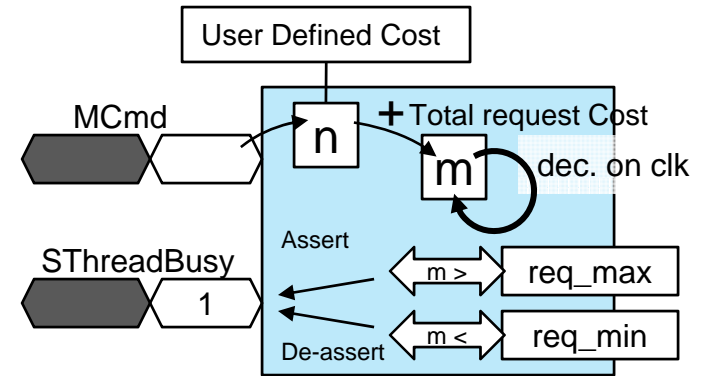 User Defined Cost
MCmd
n
+ Total request Cost
m
dec. on clk
Assert
SThreadBusy
1
m >
req_max
De-assert
m <
req_min